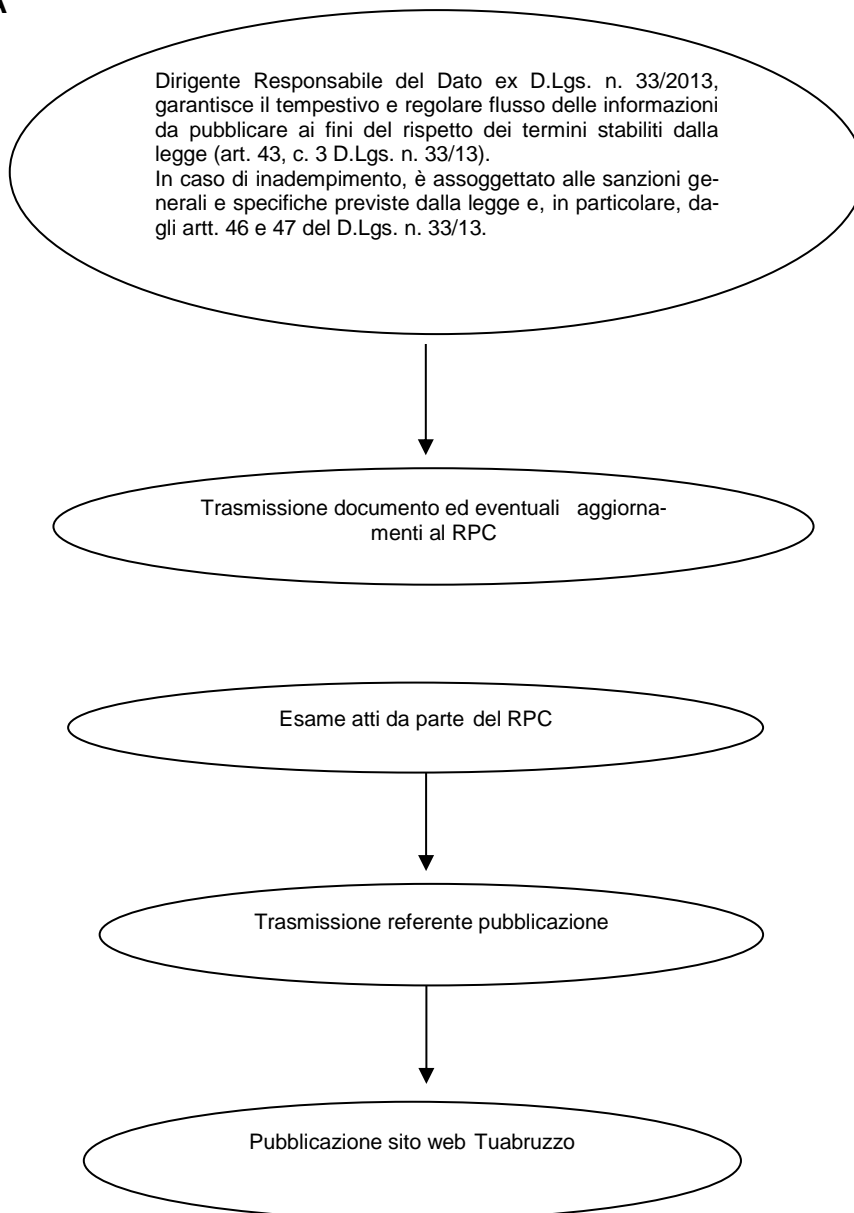 A
Dirigente Responsabile del Dato ex D.Lgs. n. 33/2013,
garantisce il tempestivo e regolare flusso delle informazioni
da pubblicare ai fini del rispetto dei termini stabiliti dalla
legge (art. 43, c. 3 D.Lgs. n. 33/13).
In caso di inadempimento, è assoggettato alle sanzioni ge-
nerali e specifiche previste dalla legge e, in particolare, da-
gli artt. 46 e 47 del D.Lgs. n. 33/13.
Trasmissione documento ed eventuali aggiorna-
menti al RPC
Esame atti da parte del RPC
Trasmissione referente pubblicazione
Pubblicazione sito web Tuabruzzo